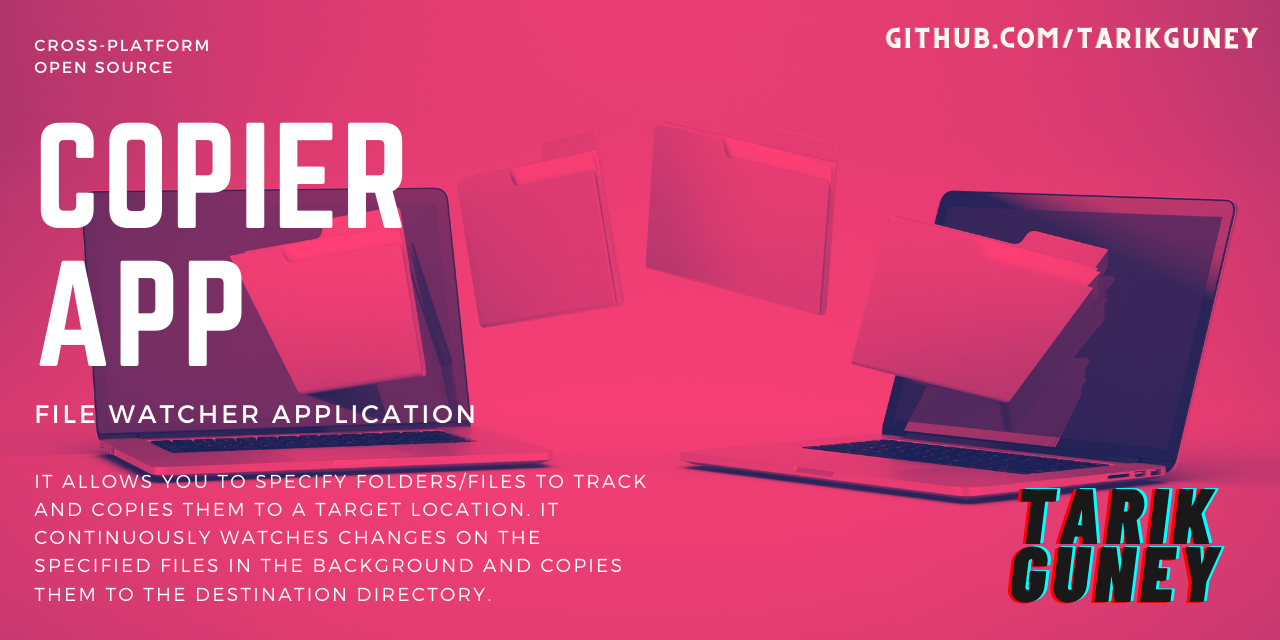 CROSS-PLATFORM
OPEN SOURCE
GITHUB.COM/TARIKGUNEY
COPIER
APP
FILE WATCHER APPLICATION
IT ALLOWS YOU TO SPECIFY FOLDERS/FILES TO TRACK
AND COPIES THEM TO A TARGET LOCATION. IT
CONTINUOUSLY WATCHES CHANGES ON THE
SPECIFIED FILES IN THE BACKGROUND AND COPIES
THEM TO THE DESTINATION DIRECTORY.
TARIK
GUNEY